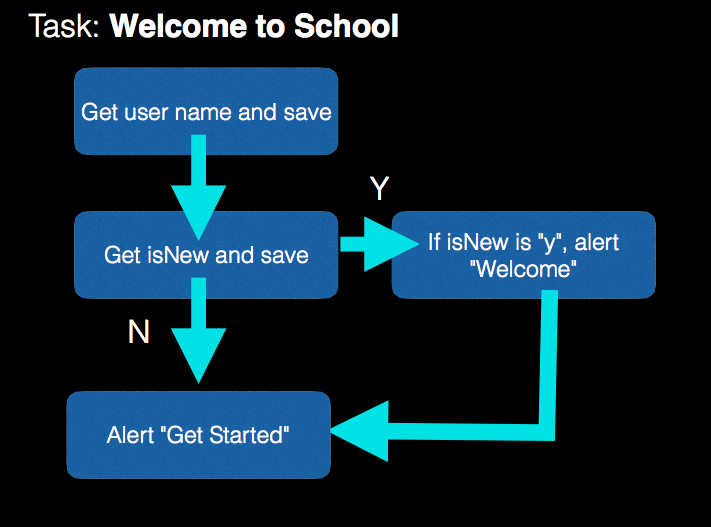 Task: Welcome to School
Get user name and save
Y
Get isNew and save
If isNew is "y", alert
"Welcome"
N
Alert "Get Started"